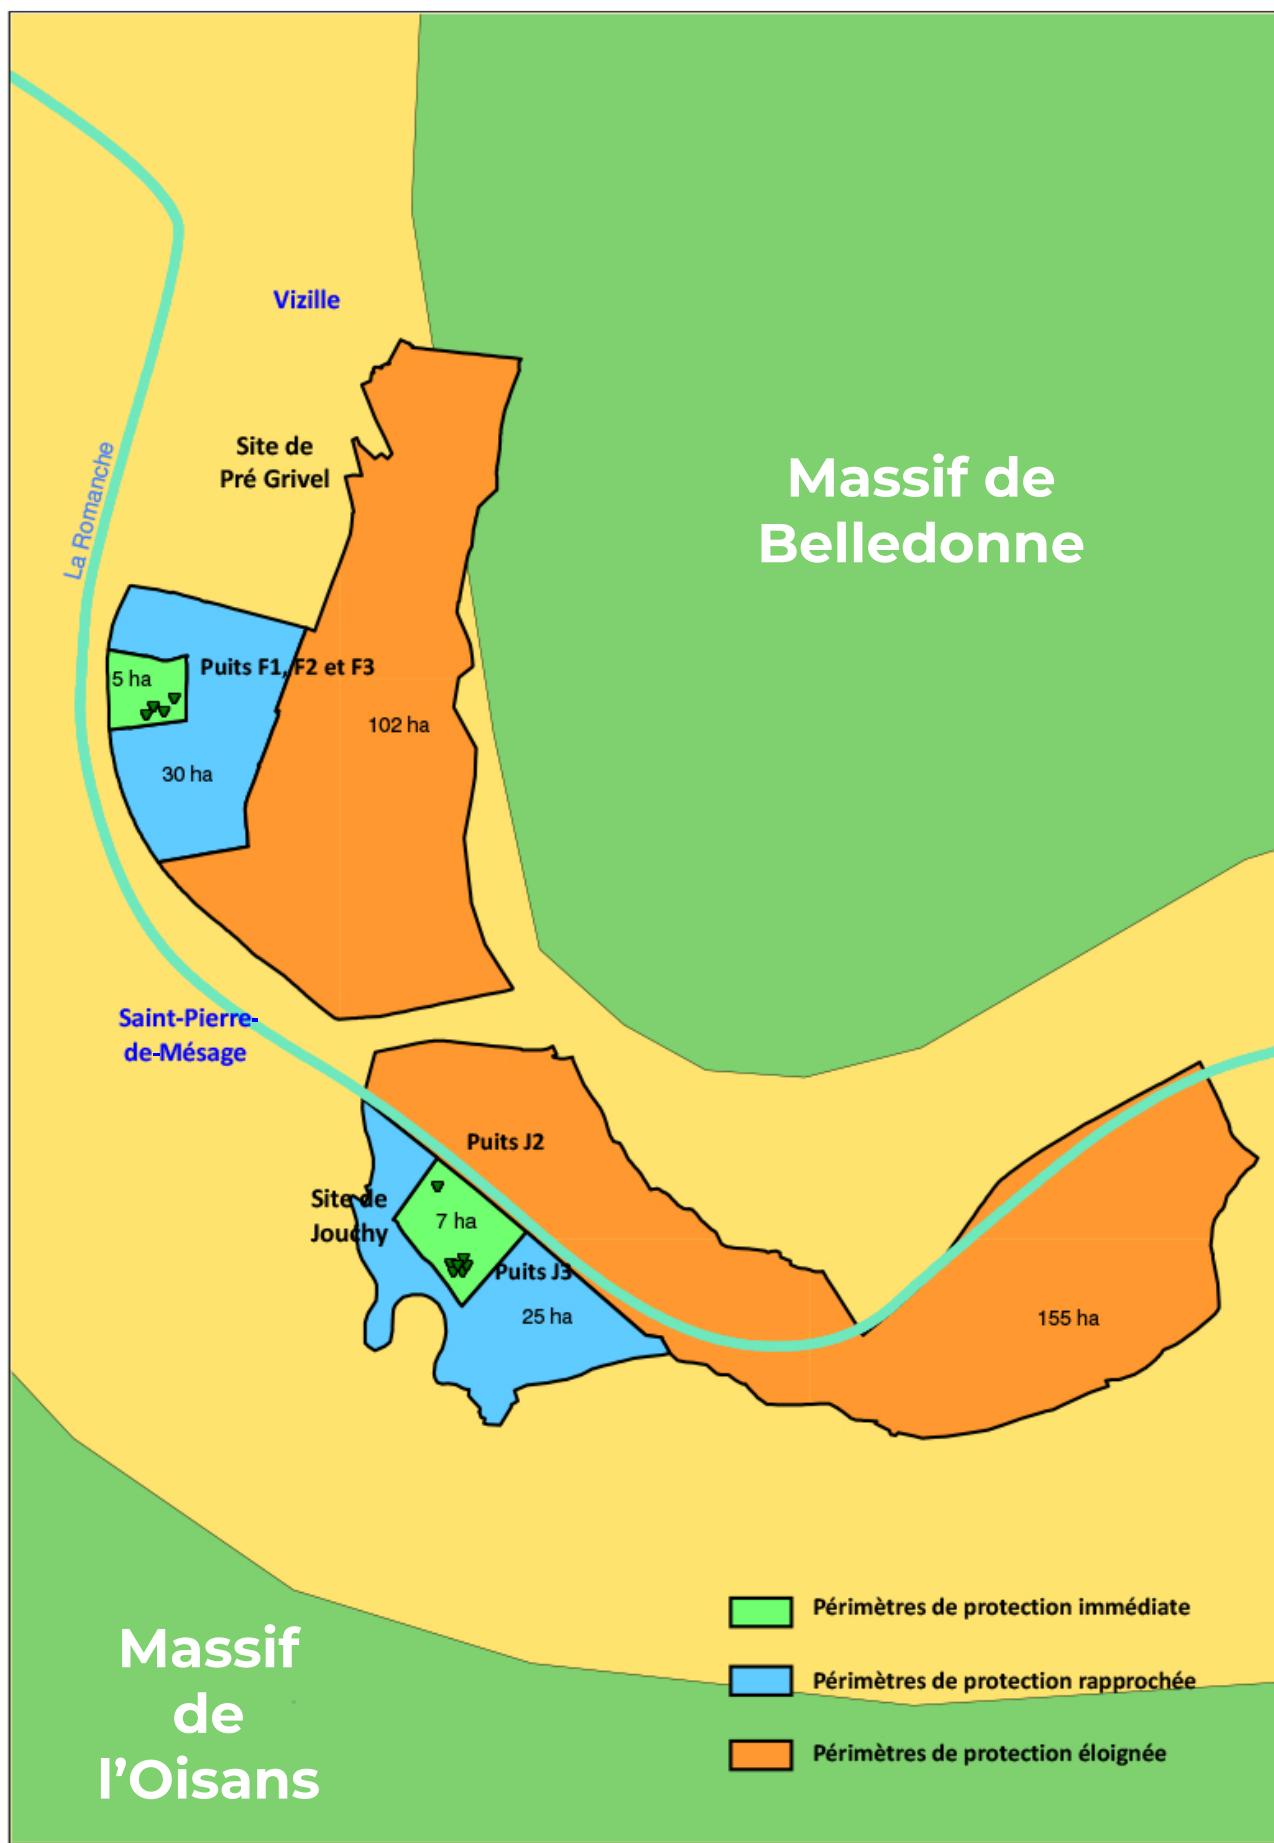 Vizille
Site de
Pré Grivel
Massif de
Belledonne
La Romanche
5 ha
Puits F1, F2 et F3
102 ha
30 ha
Saint-Pierre-
de-Mésage
Puits J2
Site de
Jouchy
7 ha
Puits J3
25 ha
155 ha
Périmètres de protection immédiate
Périmètres de protection rapprochée
Périmètres de protection éloignée
Massif
de
l’Oisans